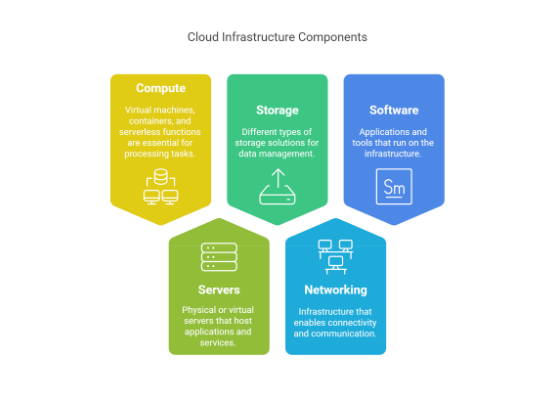 Cloud Infrastructure Components
Compute
Virtual machines,
containers, and
serverless functions
are essential for
processing tasks.
Storage
Different types of
storage solutions for
data management.
Software
Applications and
tools that run on the
infrastructure.
Sm
Servers
Physical or virtual
servers that host
applications and
services.
Networking
Infrastructure that
enables connectivity
and communication.